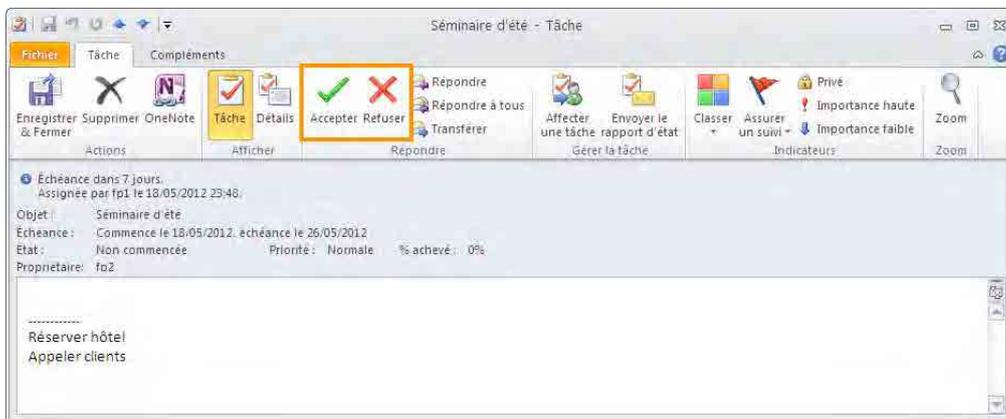 Séminaire d'été - Tâche
Fichier Tâche Compléments
Enregistrer & Fermer Supprimer OneNote Tâche Détails Accepter Refuser Répondre Répondre à tous Transférer Affecter une tâche Envoyer le rapport d'état Classer Assurer un suivi Privé Importance haute Importance faible Zoom
Actions Afficher Répondre Gérer la tâche Indicateurs Zoom
Échéance dans 7 jours.
Assignée par fp1 le 18/05/2012 23:48.
Objet : Séminaire d'été
Échéance : Commence le 18/05/2012, échéance le 26/05/2012
État : Non commencée Priorité : Normale % achevé : 0%
Propriétaire: fp2
------------
Réserver hôtel
Appeler clients